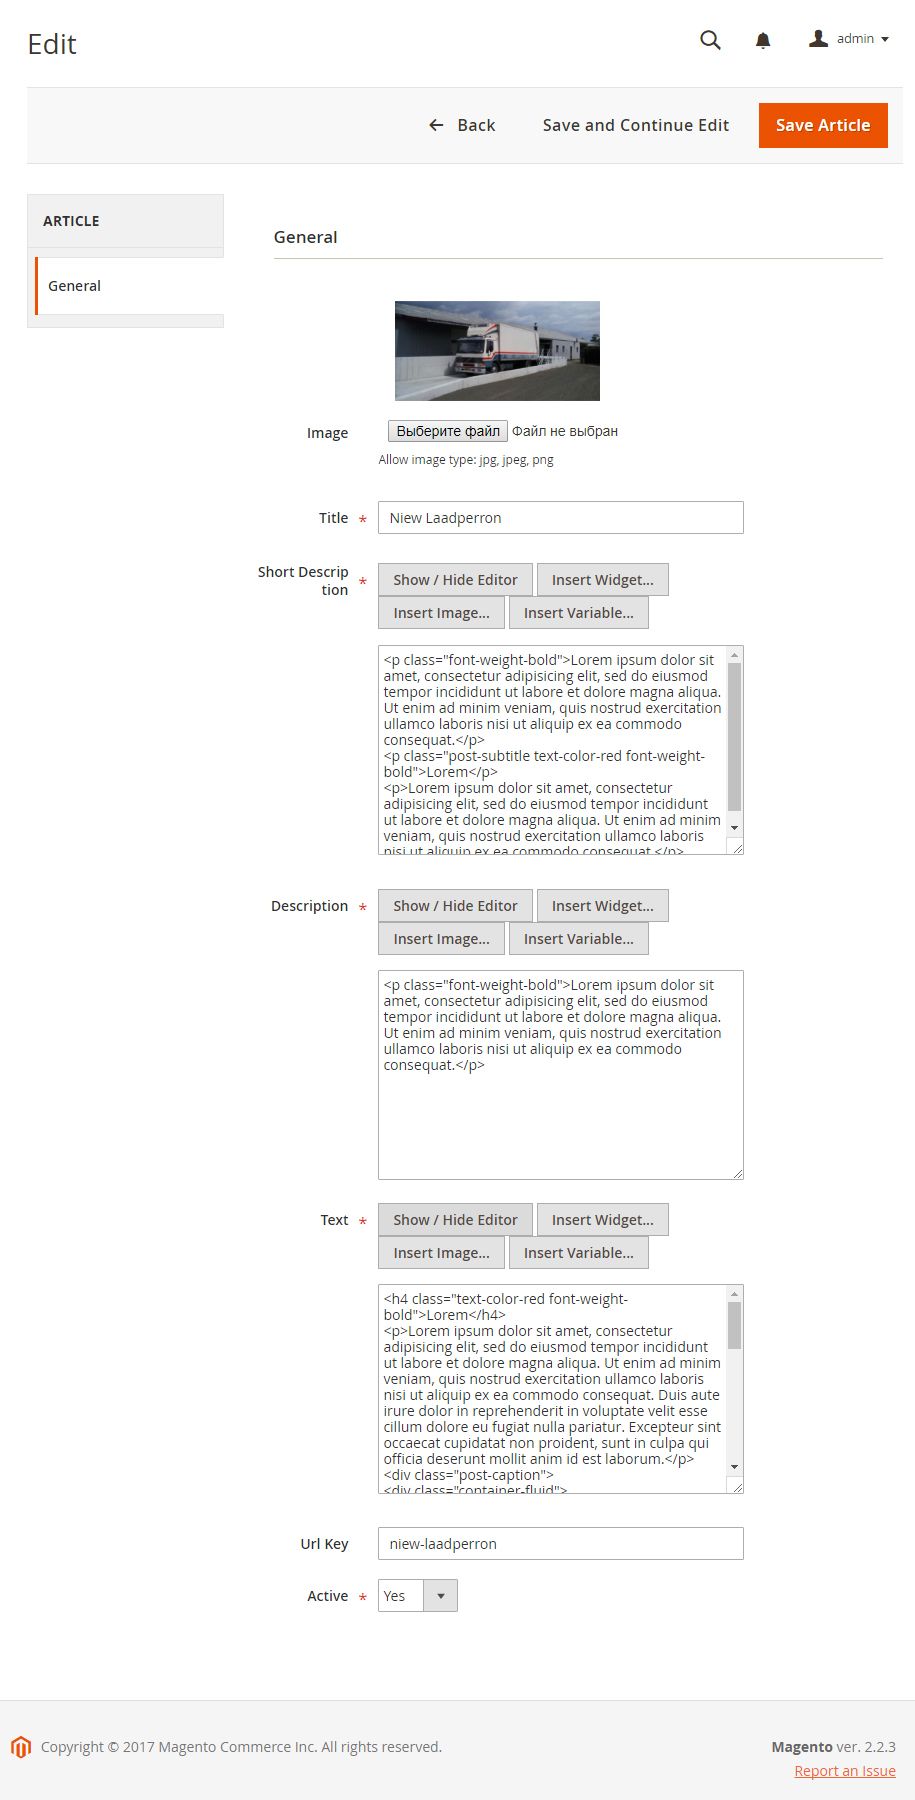 Edit
admin
Back
Save and Continue Edit
Save Article
ARTICLE
General
General
Image
Выберите файл Файл не выбран
Allow image type: jpg, jpeg, png
Title *
Niew Laadperron
Short Descrip
tion *
Show / Hide Editor
Insert Widget...
Insert Image...
Insert Variable...
<p class="font-weight-bold">Lorem ipsum dolor sit
amet, consectetur adipisicing elit, sed do eiusmod
tempor incididunt ut labore et dolore magna aliqua.
Ut enim ad minim veniam, quis nostrud exercitation
ullamco laboris nisi ut aliquip ex ea commodo
consequat.</p>
<p class="post-subtitle text-color-red font-weight-
bold">Lorem</p>
<p>Lorem ipsum dolor sit amet, consectetur
adipisicing elit, sed do eiusmod tempor incididunt
ut labore et dolore magna aliqua. Ut enim ad minim
veniam, quis nostrud exercitation ullamco laboris
nisi ut aliquip ex ea commodo consequat.</p>
Description *
Show / Hide Editor
Insert Widget...
Insert Image...
Insert Variable...
<p class="font-weight-bold">Lorem ipsum dolor sit
amet, consectetur adipisicing elit, sed do eiusmod
tempor incididunt ut labore et dolore magna aliqua.
Ut enim ad minim veniam, quis nostrud exercitation
ullamco laboris nisi ut aliquip ex ea commodo
consequat.</p>
Text *
Show / Hide Editor
Insert Widget...
Insert Image...
Insert Variable...
<h4 class="text-color-red font-weight-
bold">Lorem</h4>
<p>Lorem ipsum dolor sit amet, consectetur
adipisicing elit, sed do eiusmod tempor incididunt
ut labore et dolore magna aliqua. Ut enim ad minim
veniam, quis nostrud exercitation ullamco laboris
nisi ut aliquip ex ea commodo consequat. Duis aute
irure dolor in reprehenderit in voluptate velit esse
cillum dolore eu fugiat nulla pariatur. Excepteur sint
occaecat cupidatat non proident, sunt in culpa qui
officia deserunt mollit anim id est laborum.</p>
<div class="post-caption">
<div class="container-fluid">
Url Key
niew-laadperron
Active *
Yes
Copyright © 2017 Magento Commerce Inc. All rights reserved.
Magento ver. 2.2.3
Report an Issue